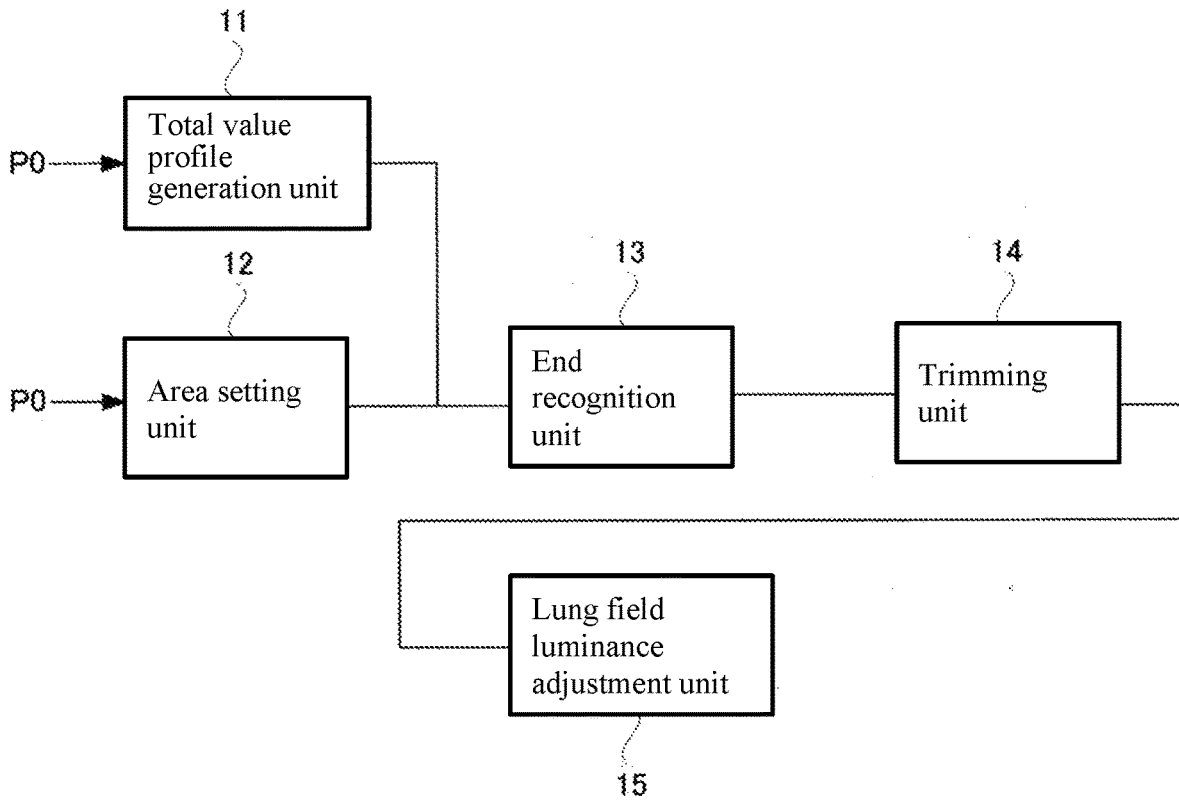 11
Total value
profile
generation unit
P0
12
Area setting
unit
P0
13
End
recognition
unit
14
Trimming
unit
Lung field
luminance
adjustment unit
15